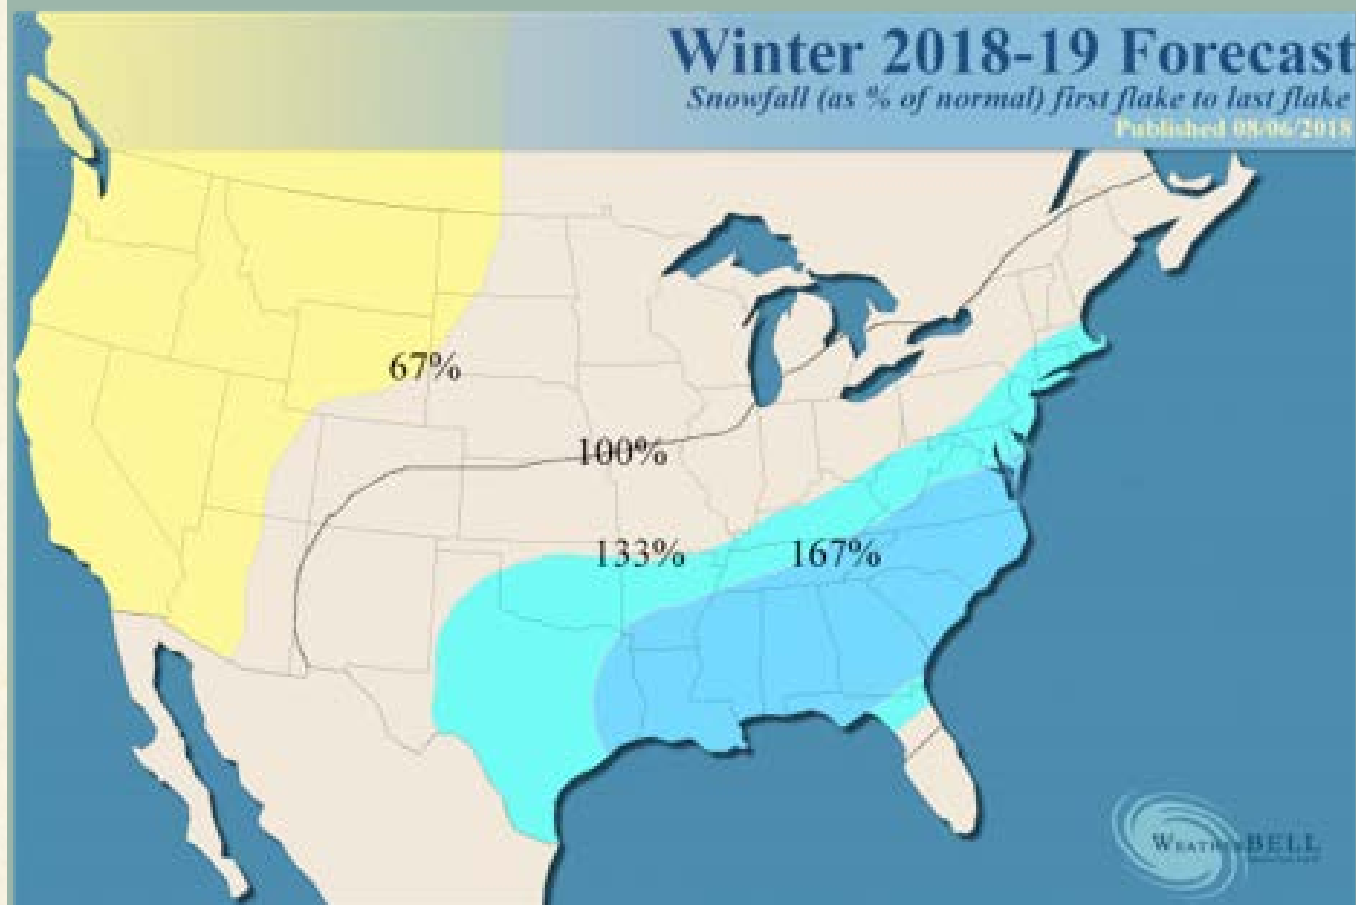 Winter 2018-19 Forecast
Snowfall (as % of normal) first flake to last flake
Published 08/06/2018
67%
100%
133%
167%
WEATHERBELL